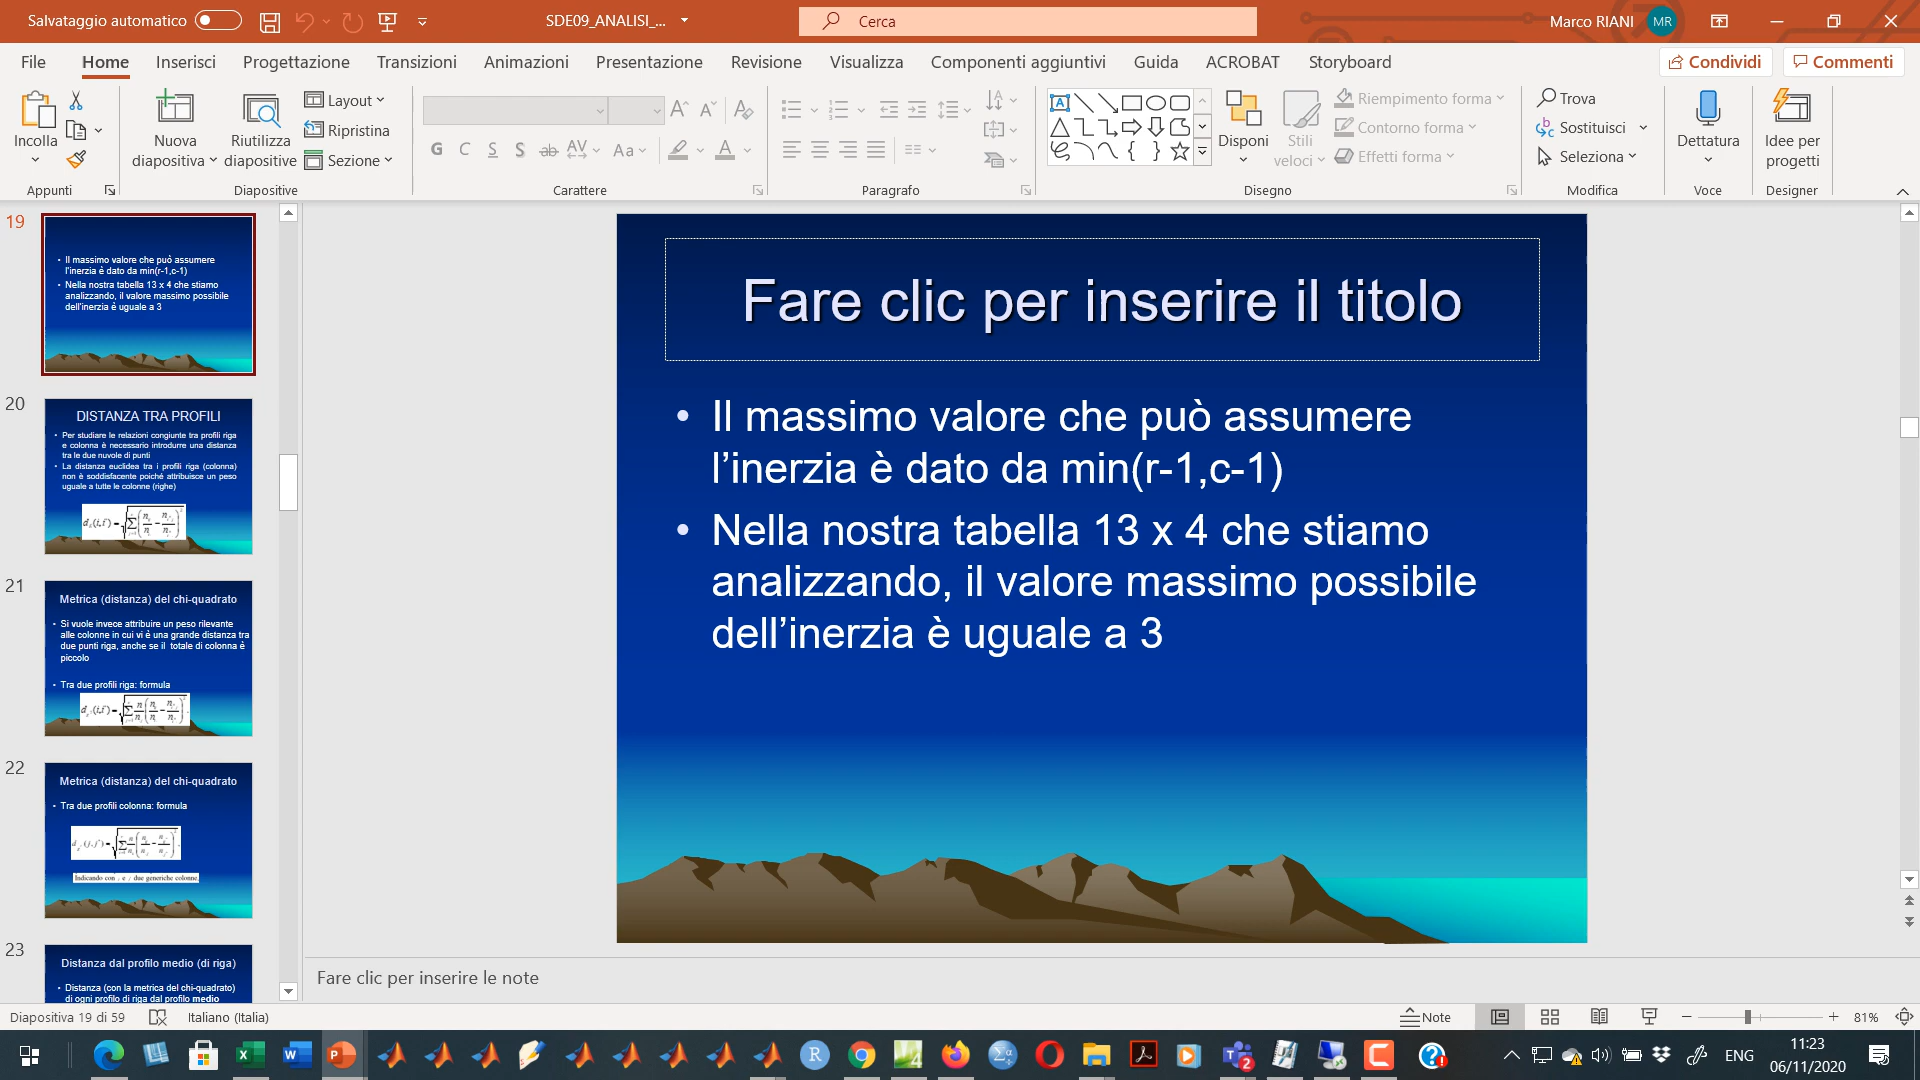 Salvataggio automatico
SDE09_ANALISI_...
Cerca
Marco RIANI
MR
File
Home
Inserisci
Progettazione
Transizioni
Animazioni
Presentazione
Revisione
Visualizza
Componenti aggiuntivi
Guida
ACROBAT
Storyboard
Condividi
Commenti
Incolla
Appunti
Nuova
diapositiva
Riutilizza
diapositive
Layout
Ripristina
Sezione
Diapositive
G C S S ab AV Aa A
Carattere
Paragrafo
Disponi
Stili
veloci
Riempimento forma
Contorno forma
Effetti forma
Disegno
Trova
Sostituisci
Seleziona
Modifica
Dettatura
Voce
Idee per
progetti
Designer
19
Il massimo valore che può assumere
l'inerzia è dato da min(r-1,c-1)
Nella nostra tabella 13 x 4 che stiamo
analizzando, il valore massimo possibile
dell'inerzia è uguale a 3
20
DISTANZA TRA PROFILI
Per studiare le relazioni congiunte tra profili riga
e colonna è necessario introdurre una distanza
tra le due nuvole di punti
La distanza euclidea tra i profili riga (colonna)
non è soddisfacente poiché attribuisce un peso
uguale a tutte le colonne (righe)
21
Metrica (distanza) del chi-quadrato
Si vuole invece attribuire un peso rilevante
alle colonne in cui vi è una grande distanza tra
due punti riga, anche se il totale di colonna è
piccolo
Tra due profili riga: formula
22
Metrica (distanza) del chi-quadrato
Tra due profili colonna: formula
Indicando con j e j' due generiche colonne.
23
Distanza dal profilo medio (di riga)
Distanza (con la metrica del chi-quadrato)
di ogni profilo di riga dal profilo medio
Fare clic per inserire il titolo
• Il massimo valore che può assumere
l’inerzia è dato da min(r-1,c-1)
• Nella nostra tabella 13 x 4 che stiamo
analizzando, il valore massimo possibile
dell’inerzia è uguale a 3
Fare clic per inserire le note
Diapositiva 19 di 59
Italiano (Italia)
Note
81%
ENG
11:23
06/11/2020